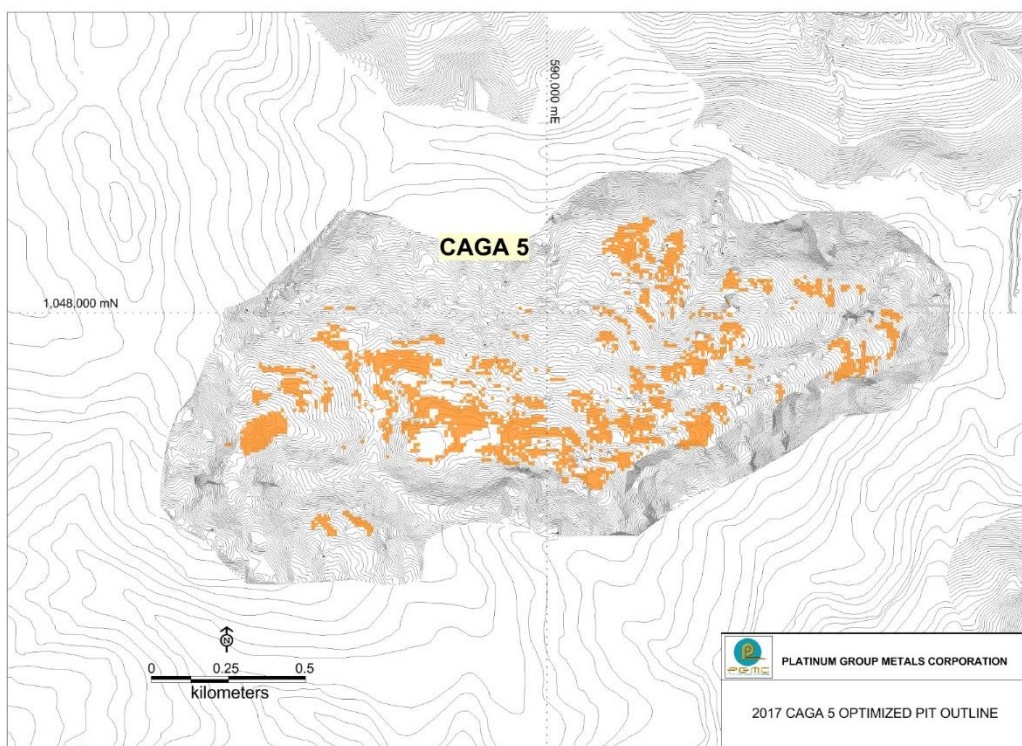 590,000 mE
CAGA 5
1,048,000 mN
N
0 0.25 0.5
kilometers
PGMC
PLATINUM GROUP METALS CORPORATION
2017 CAGA 5 OPTIMIZED PIT OUTLINE